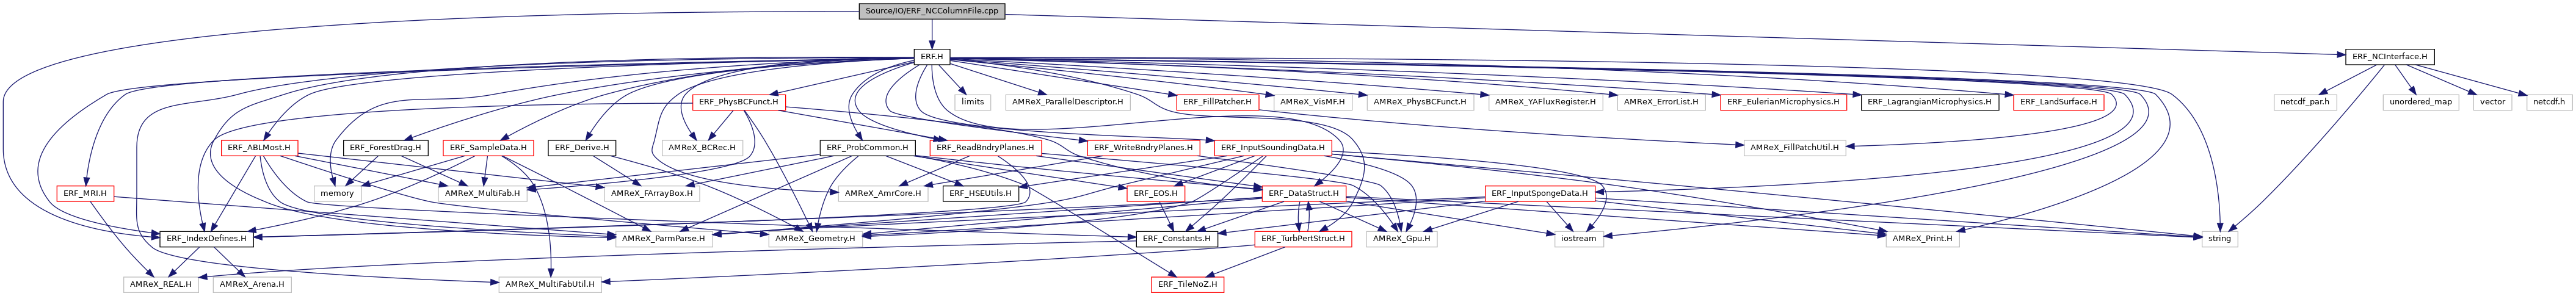 Source/IO/ERF_NCColumnFile.cpp
ERF.H
ERF_NCInterface.H
ERF_PhysBCFunct.H
limits
AMReX_ParallelDescriptor.H
ERF_FillPatcher.H
AMReX_VisMF.H
AMReX_PhysBCFunct.H
AMReX_YAFluxRegister.H
AMReX_ErrorList.H
ERF_EulerianMicrophysics.H
ERF_LagrangianMicrophysics.H
ERF_LandSurface.H
netcdf_par.h
unordered_map
vector
netcdf.h
ERF_ABLMost.H
ERF_ForestDrag.H
ERF_SampleData.H
ERF_Derive.H
AMReX_BCRec.H
ERF_ProbCommon.H
ERF_ReadBndryPlanes.H
ERF_WriteBndryPlanes.H
ERF_InputSoundingData.H
AMReX_FillPatchUtil.H
ERF_MRI.H
memory
AMReX_MultiFab.H
AMReX_FArrayBox.H
AMReX_AmrCore.H
ERF_HSEUtils.H
ERF_EOS.H
ERF_DataStruct.H
ERF_InputSpongeData.H
ERF_IndexDefines.H
AMReX_ParmParse.H
AMReX_Geometry.H
ERF_Constants.H
ERF_TurbPertStruct.H
AMReX_Gpu.H
iostream
AMReX_Print.H
string
AMReX_REAL.H
AMReX_Arena.H
AMReX_MultiFabUtil.H
ERF_TileNoZ.H